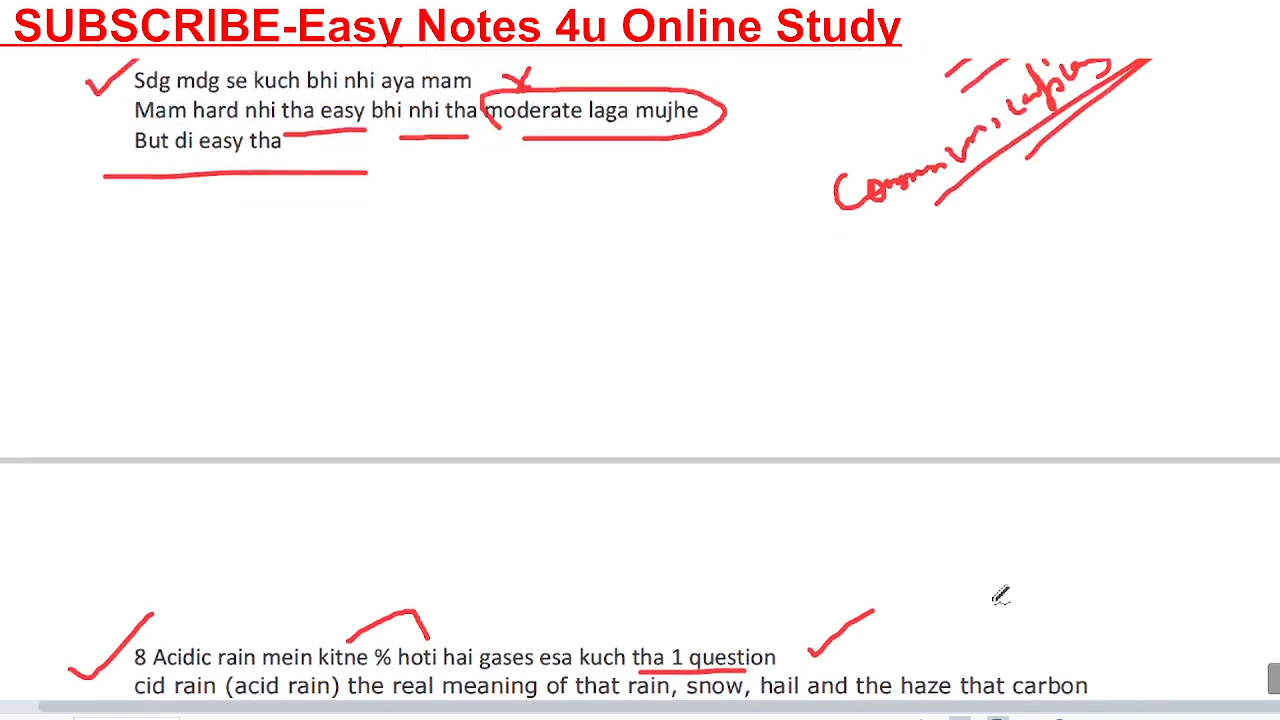 SUBSCRIBE-Easy Notes 4u Online Study
Sdg mdg se kuch bhi nhi aya mam
Mam hard nhi tha easy bhi nhi tha moderate laga mujhe
But di easy tha
8 Acidic rain mein kitne % hoti hai gases esa kuch tha 1 question
cid rain (acid rain) the real meaning of that rain, snow, hail and the haze that carbon